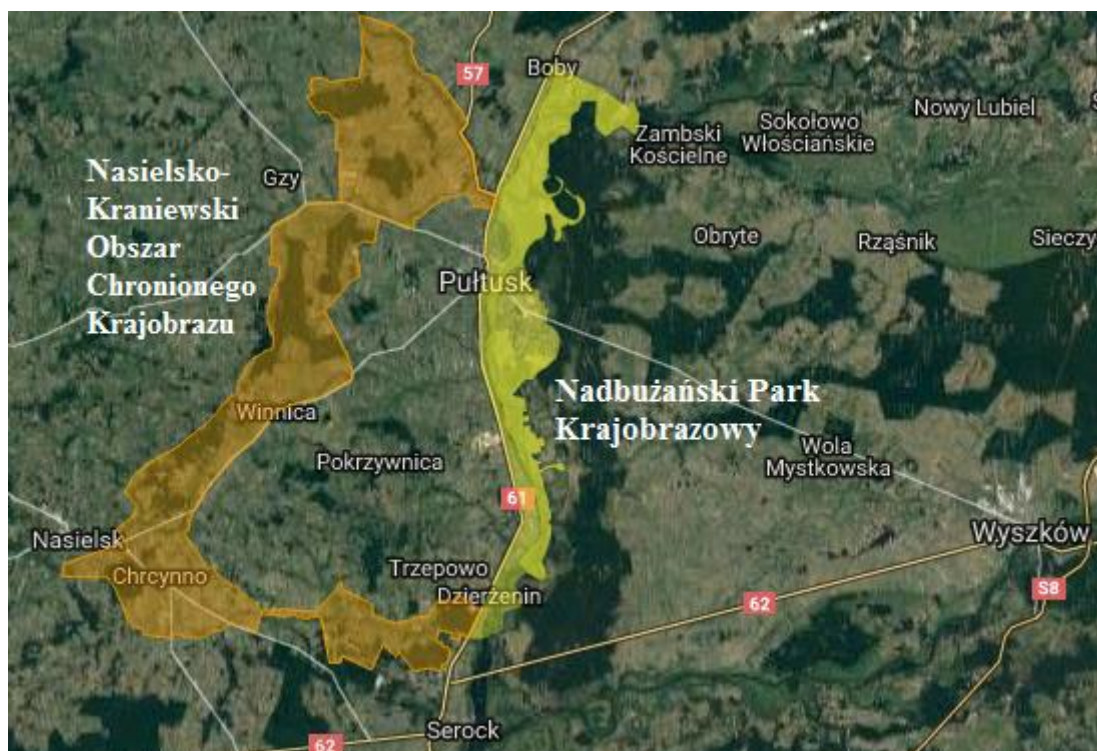 57
Boby
Nowy Lubiel
Zambski
Kościelne
Sokołowo
Włościańskie
Nasielsko-
Kraniewski
Obszar
Chronionego
Krajobrazu
Gzy
Obryte
Rząśnik
Sieczy
Pułtusk
Nadbużański Park
Krajobrazowy
Winnica
Pokrzywnica
Wola
Mystkowska
61
Wyszków
Nasielsk
Chrcynno
Trzepowo
Dzierżenin
62
S8
Serock
62